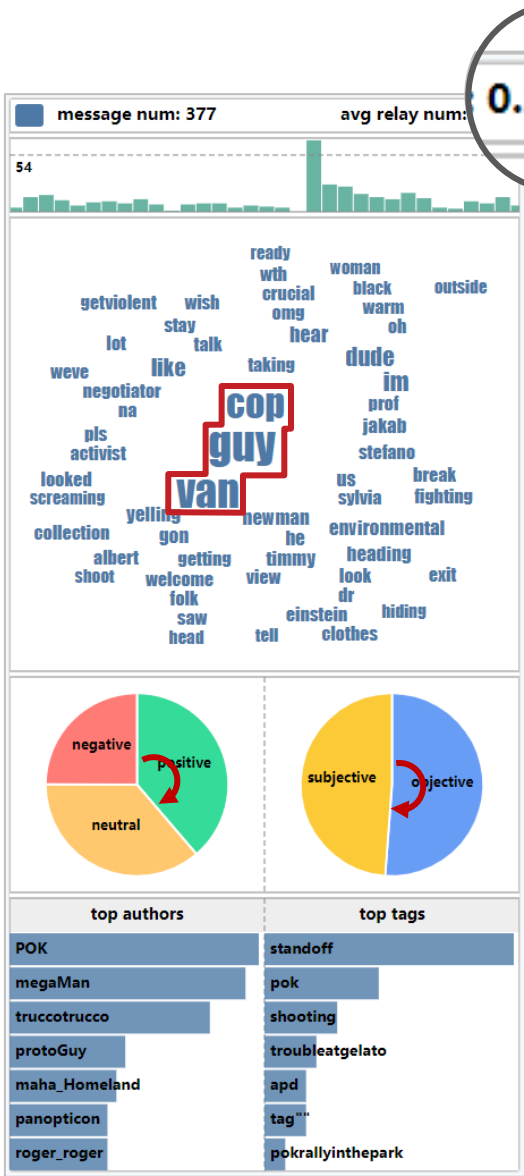 message num: 377
avg relay num:
0.
54
ready
wth
woman
crucial
black
outside
getviolent
wish
omg
warm
stay
hear
oh
lot
talk
dude
weve
like
taking
im
negotiator
cop
prof
na
guy
jakab
pls
activist
stefano
looked
van
us
break
screaming
sylvia
fighting
yelling
newman
collection
gon
he
environmental
albert
getting
timmy
heading
shoot
welcome
view
look
exit
folk
dr
saw
einstein
hiding
head
tell
clothes
negative
positive
neutral
subjective
objective
top authors
top tags
POK
standoff
megaMan
pok
truccotrucco
shooting
protoGuy
troubleatgelato
maha_Homeland
apd
panopticon
tag""
roger_roger
pokrallyinthepark